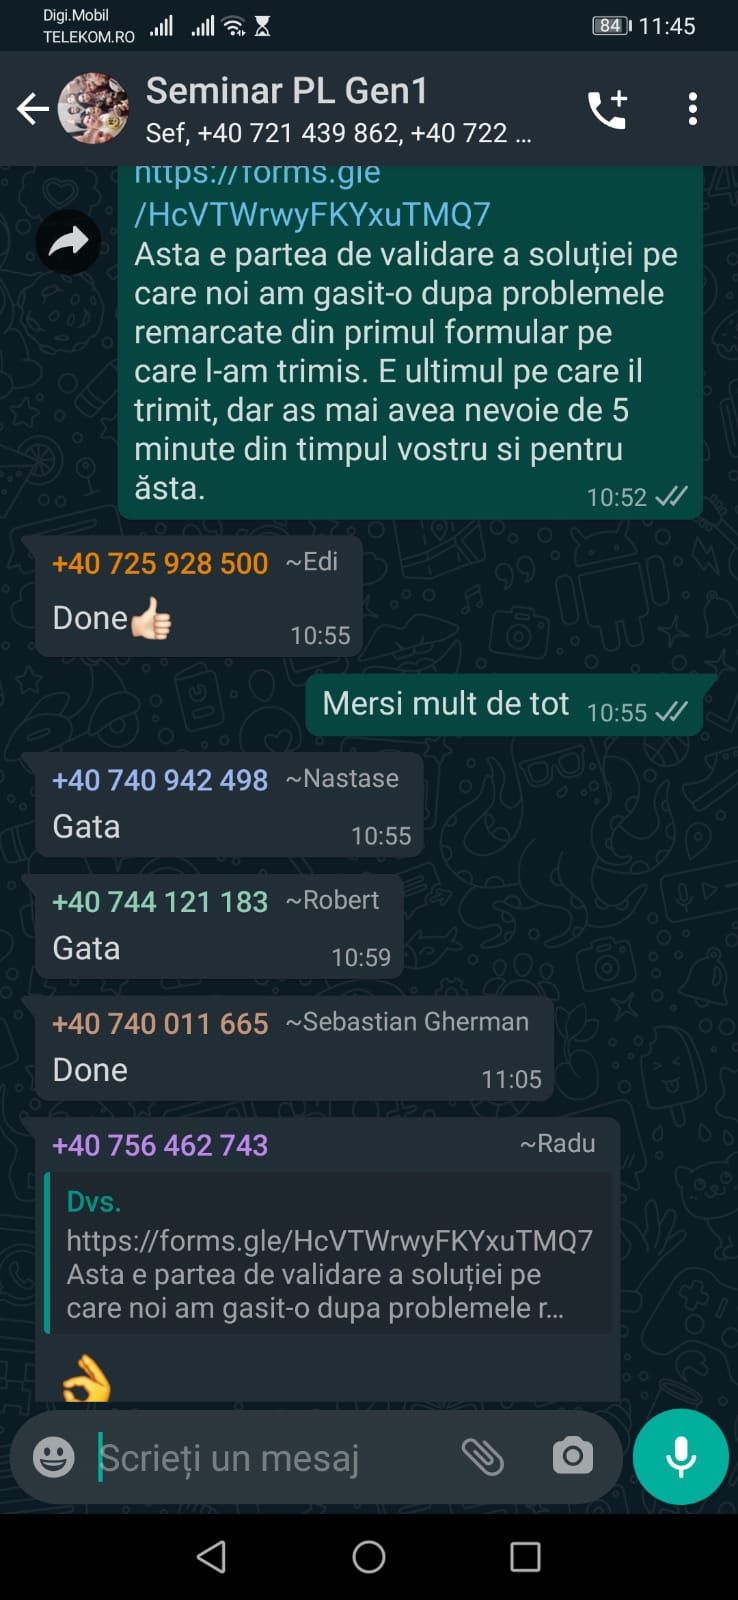 Digi.Mobil
TELEKOM.RO
84 11:45
Seminar PL Gen1
Sef, +40 721 439 862, +40 722 ...
https://forms.gle
/HcVTWrwyFKYxuTMQ7
Asta e partea de validare a soluției pe
care noi am gasit-o dupa problemele
remarcate din primul formular pe
care l-am trimis. E ultimul pe care il
trimit, dar as mai avea nevoie de 5
minute din timpul vostru si pentru
ăsta.
10:52
+40 725 928 500 ~Edi
Done👍🏻
10:55
Mersi mult de tot 10:55
+40 740 942 498 ~Nastase
Gata
10:55
+40 744 121 183 ~Robert
Gata
10:59
+40 740 011 665 ~Sebastian Gherman
Done
11:05
+40 756 462 743 ~Radu
Dvs.
https://forms.gle/HcVTWrwyFKYxuTMQ7
Asta e partea de validare a soluției pe
care noi am gasit-o dupa problemele r...
👌
Scrieți un mesaj